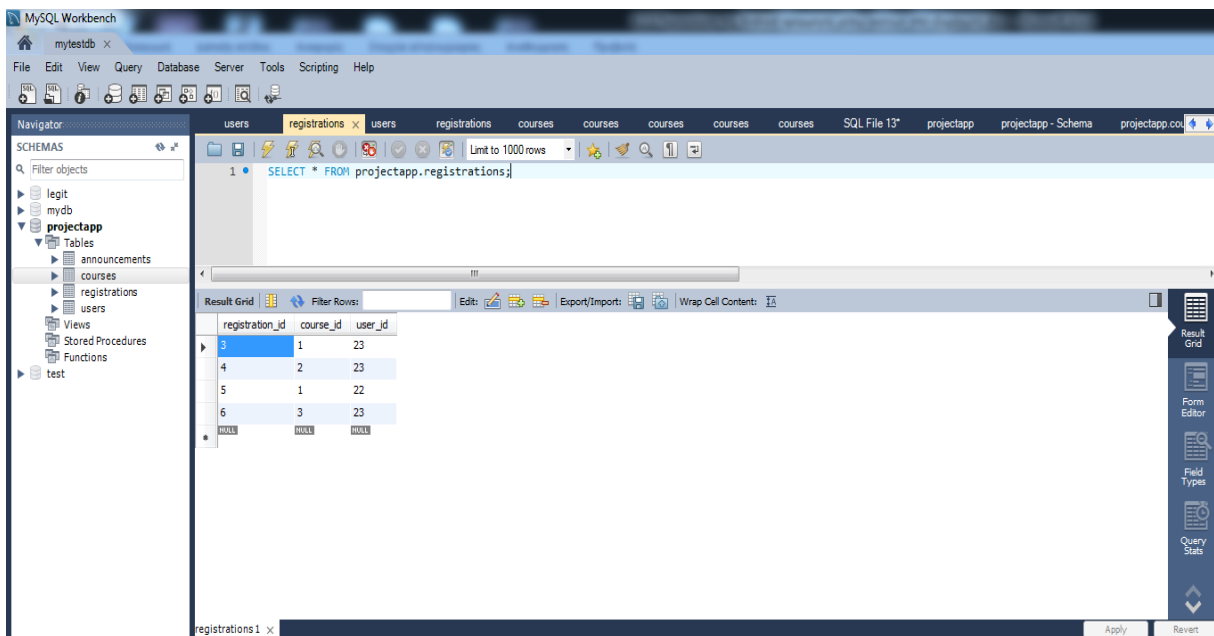 MySQL Workbench
mytestdb
File Edit View Query Database Server Tools Scripting Help
Navigator
SCHEMAS
Filter objects
legit
mydb
projectapp
Tables
announcements
courses
registrations
users
Views
Stored Procedures
Functions
test
users registrations users registrations courses courses courses courses courses SQL File 13* projectapp projectapp - Schema projectapp.cou
Limit to 1000 rows
1 SELECT * FROM projectapp.registrations;
Result Grid Filter Rows: Edit: Export/Import: Wrap Cell Content:
registration_id course_id user_id
3 1 23
4 2 23
5 1 22
6 3 23
NULL NULL NULL
Result
Grid
Form
Editor
Field
Types
Query
Stats
registrations 1
Apply Revert